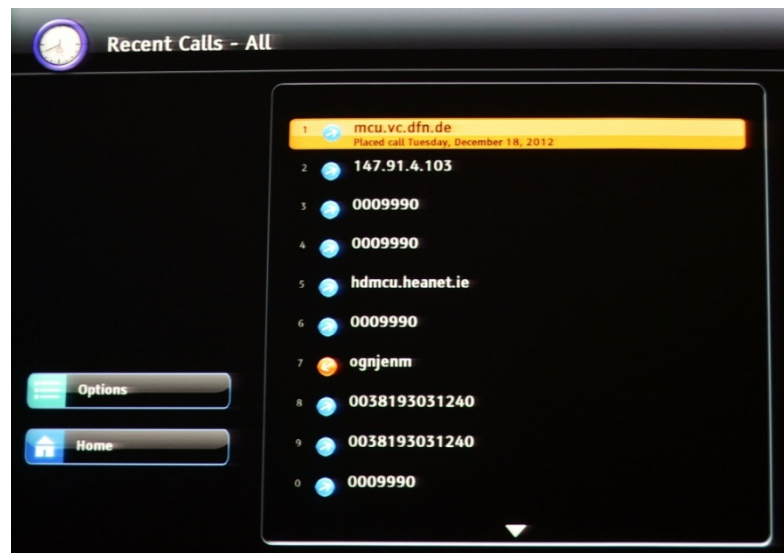 Recent Calls - All
1 mcu.vc.dfn.de
Placed call Tuesday, December 18, 2012
2 147.91.4.103
3 0009990
4 0009990
5 hdmcu.heanet.ie
6 0009990
7 ognjenm
8 0038193031240
9 0038193031240
0 0009990
Options
Home